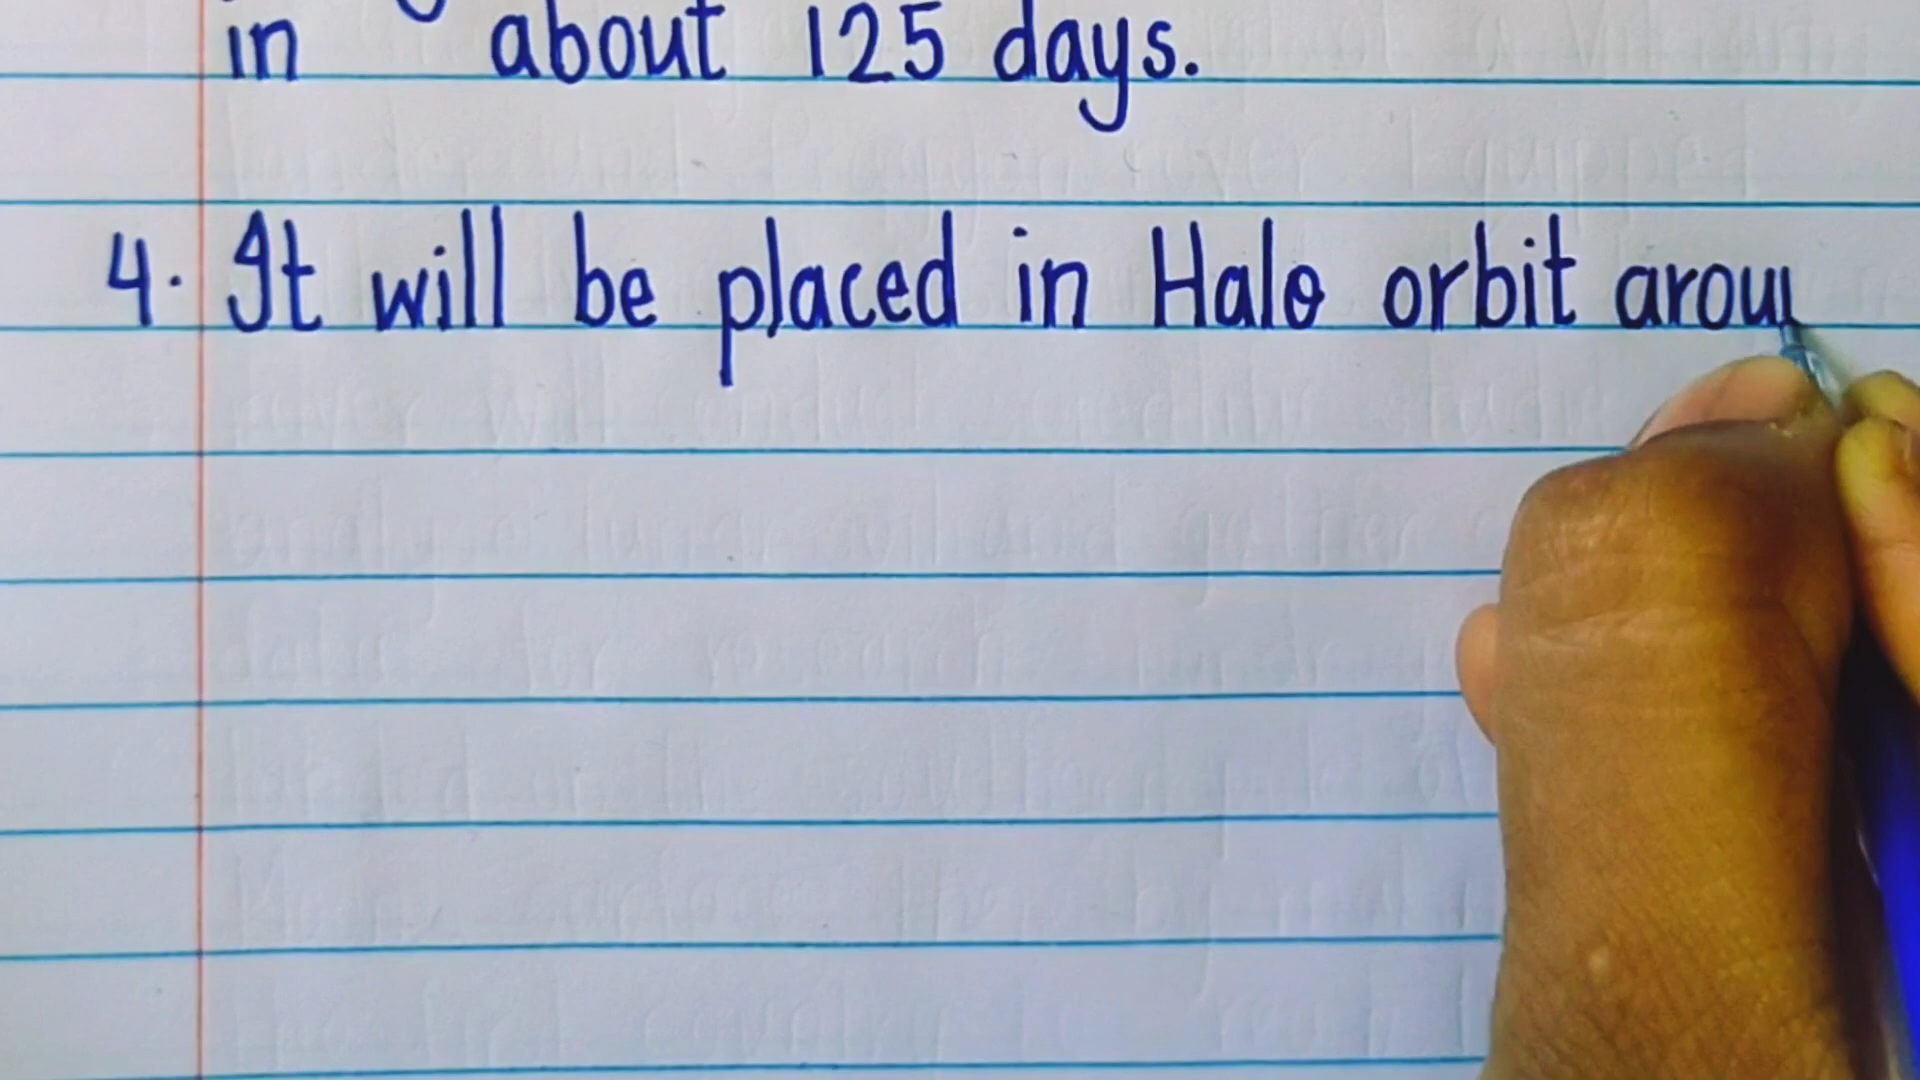 in about 125 days.
4. It will be placed in Halo orbit arou